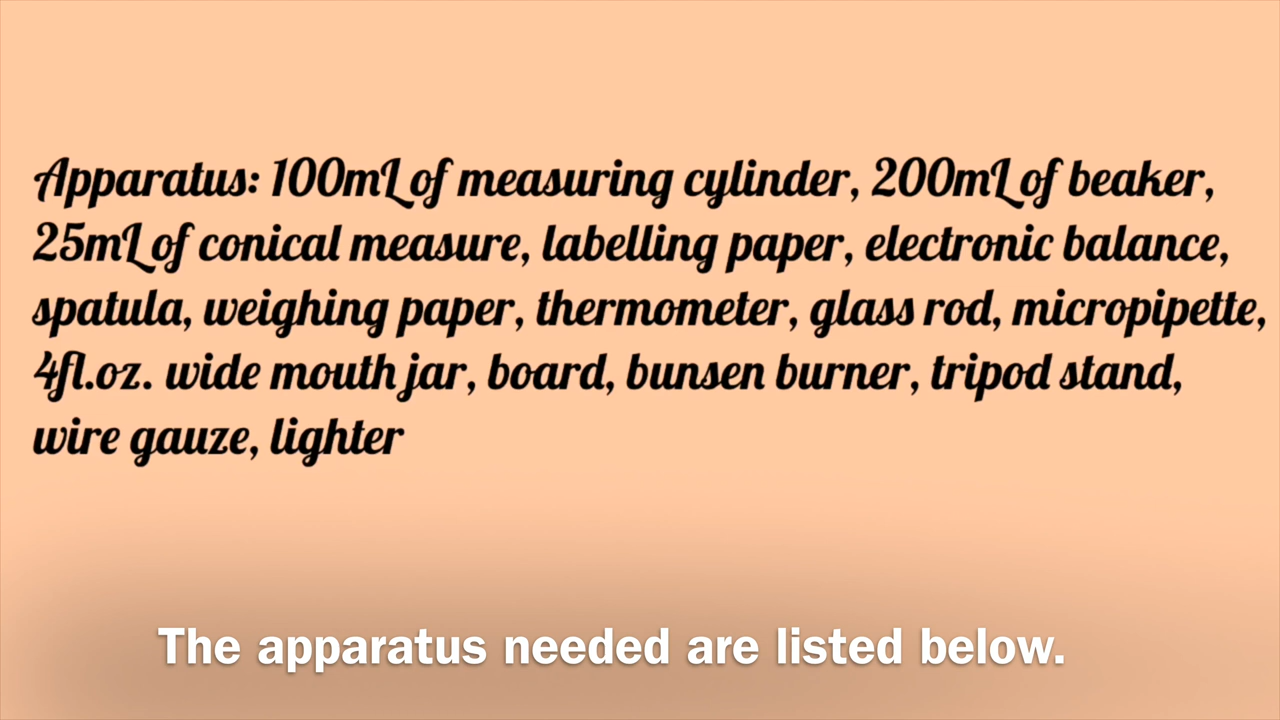 Apparatus: 100mL of measuring cylinder, 200mL of beaker,
25mL of conical measure, labelling paper, electronic balance,
spatula, weighing paper, thermometer, glass rod, micropipette,
4fl.oz. wide mouth jar, board, bunsen burner, tripod stand,
wire gauze, lighter
The apparatus needed are listed below.